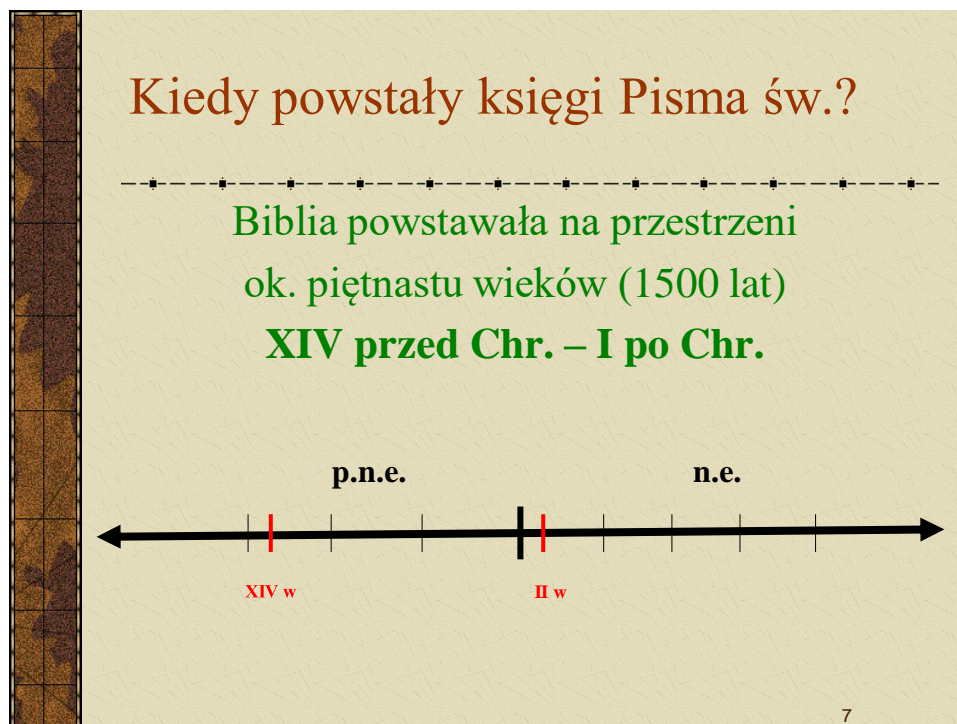 Kiedy powstały księgi Pisma św.?
Biblia powstawała na przestrzeni
ok. piętnastu wieków (1500 lat)
XIV przed Chr. – I po Chr.
p.n.e. n.e.
XIV w II w
7